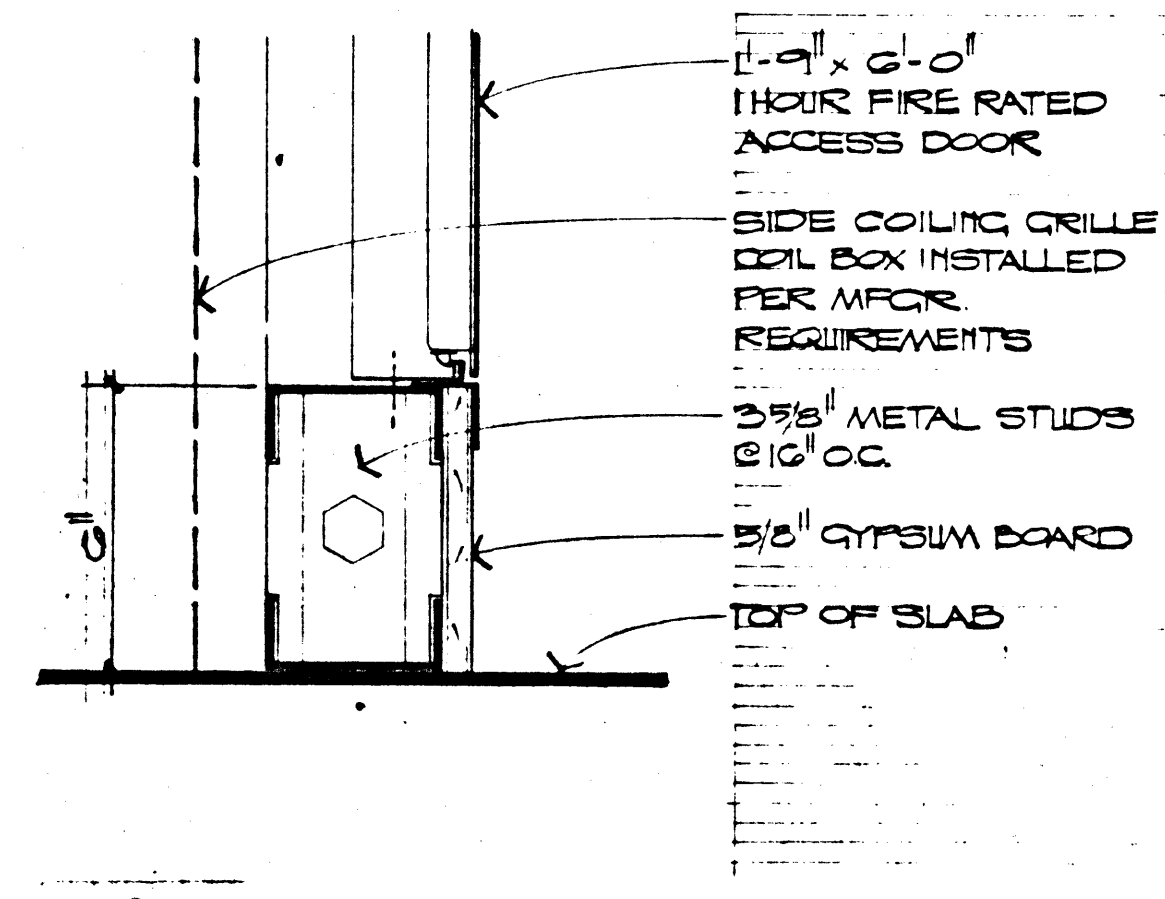 1'-9" x 6'-0"
1 HOUR FIRE RATED
ACCESS DOOR
SIDE COILING GRILLE
COIL BOX INSTALLED
PER MFGR.
REQUIREMENTS
3 5/8" METAL STUDS
@ 16" O.C.
6"
5/8" GYPSUM BOARD
TOP OF SLAB